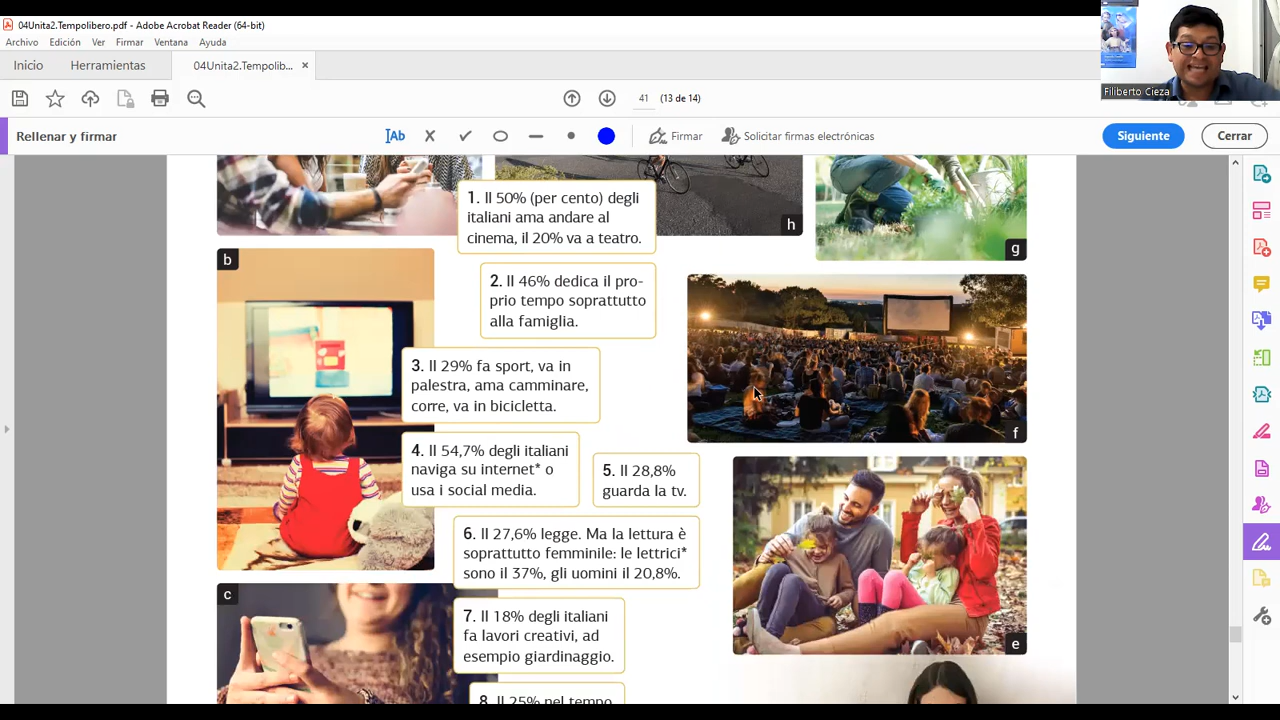 04Unita2.Tempolibero.pdf - Adobe Acrobat Reader (64-bit)
Archivo Edición Ver Firmar Ventana Ayuda
Inicio Herramientas 04Unita2.Tempolib... ×
41 (13 de 14)
Filiberto Cieza
Rellenar y firmar
Ab
Firmar
Solicitar firmas electrónicas
Siguiente
Cerrar
1. Il 50% (per cento) degli
italiani ama andare al
cinema, il 20% va a teatro.
h
g
b
2. Il 46% dedica il pro-
prio tempo soprattutto
alla famiglia.
3. Il 29% fa sport, va in
palestra, ama camminare,
corre, va in bicicletta.
f
4. Il 54,7% degli italiani
naviga su internet* o
usa i social media.
5. Il 28,8%
guarda la tv.
6. Il 27,6% legge. Ma la lettura è
soprattutto femminile: le lettrici*
sono il 37%, gli uomini il 20,8%.
e
c
7. Il 18% degli italiani
fa lavori creativi, ad
esempio giardinaggio.
8. Il 25% nel tempo